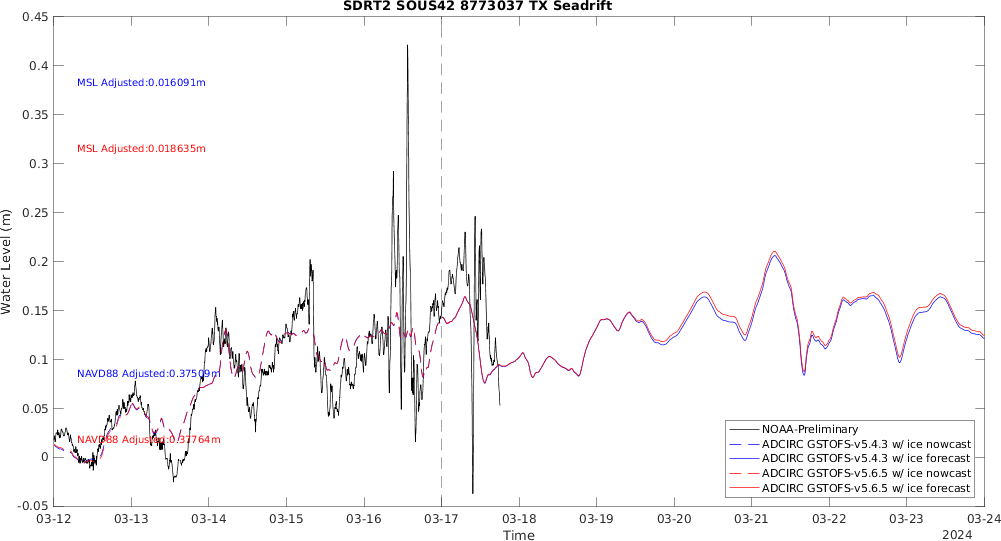 SDRT2 SOUS42 8773037 TX Seadrift
0.45
0.4
0.35
0.3
0.25
0.2
0.15
0.1
0.05
0
-0.05
Water Level (m)
MSL Adjusted:0.016091m
MSL Adjusted:0.018635m
NAVD88 Adjusted:0.37509m
NAVD88 Adjusted:0.37764m
NOAA-Preliminary
ADCIRC GSTOFS-v5.4.3 w/ ice nowcast
ADCIRC GSTOFS-v5.4.3 w/ ice forecast
ADCIRC GSTOFS-v5.6.5 w/ ice nowcast
ADCIRC GSTOFS-v5.6.5 w/ ice forecast
03-12 03-13 03-14 03-15 03-16 03-17 03-18 03-19 03-20 03-21 03-22 03-23 03-24
Time
2024